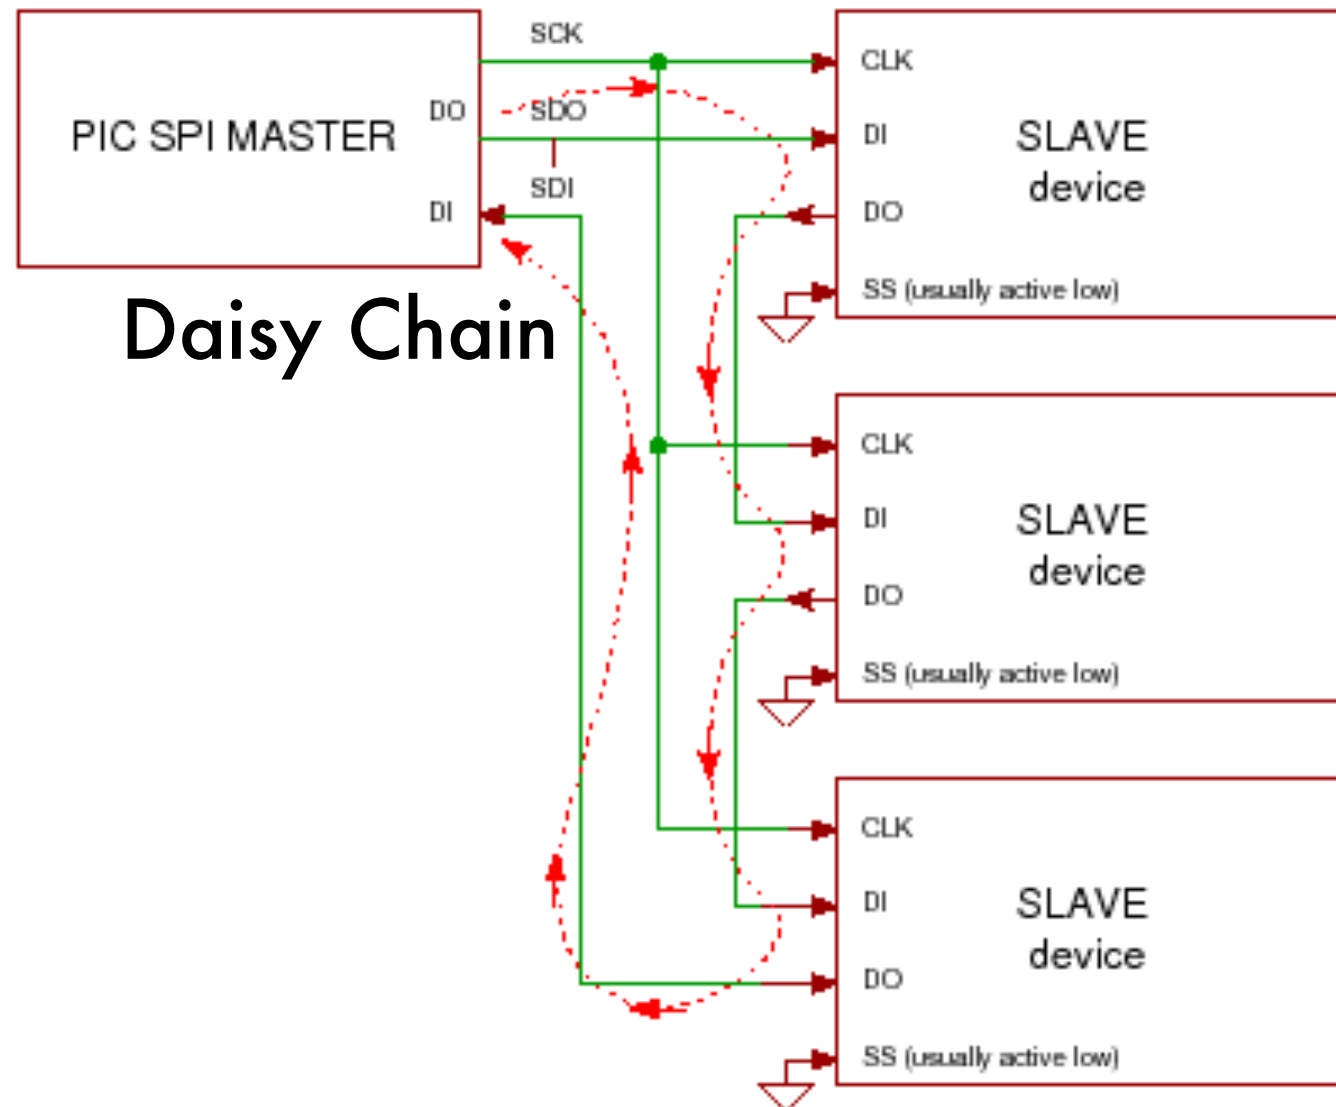 SCK
DO
SDO
PIC SPI MASTER
SDI
DI
Daisy Chain
CLK
DI
SLAVE
device
DO
SS (usually active low)
CLK
DI
SLAVE
device
DO
SS (usually active low)
CLK
DI
SLAVE
device
DO
SS (usually active low)